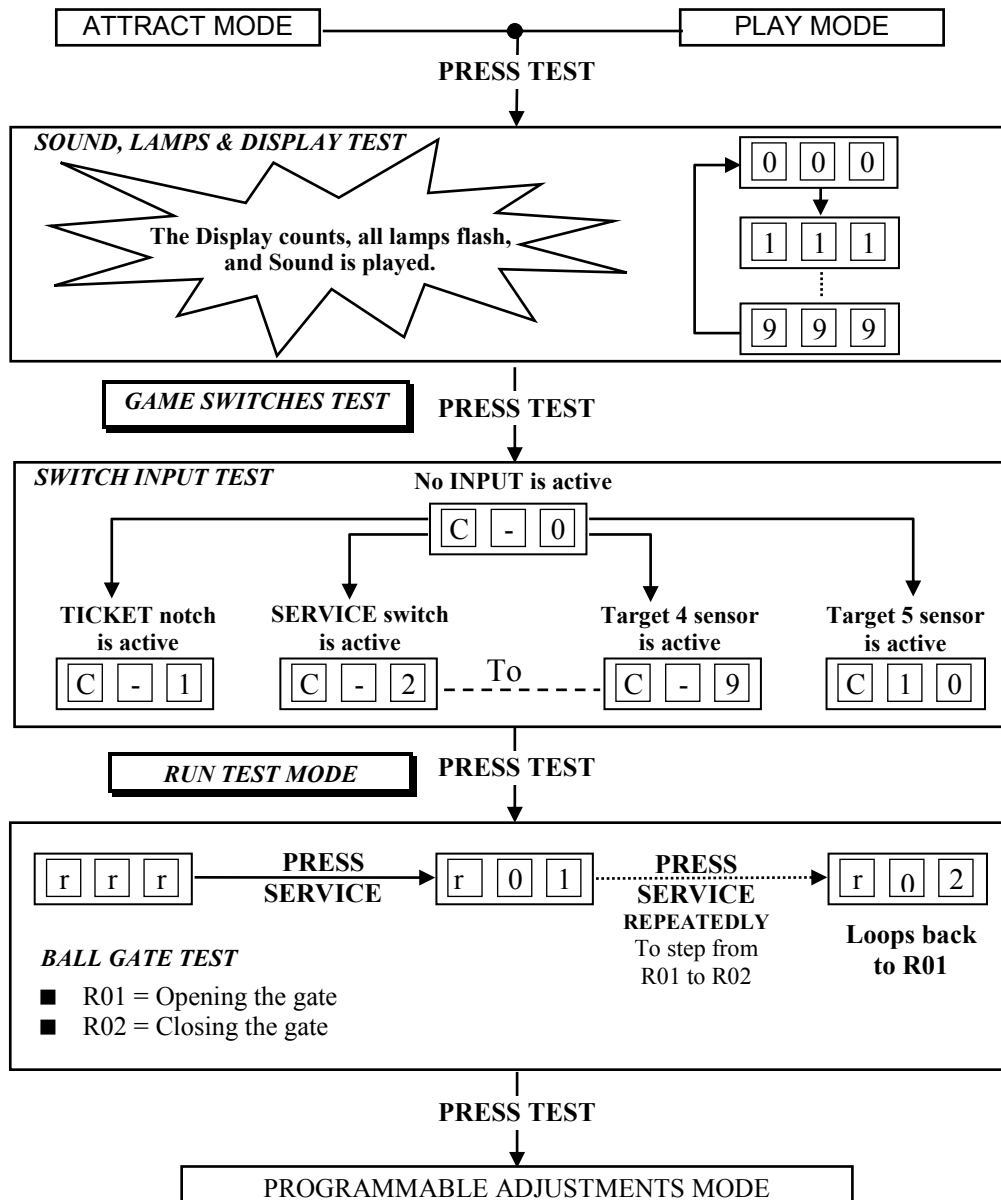 ATTRACT MODE
PLAY MODE
PRESS TEST
SOUND, LAMPS & DISPLAY TEST
The Display counts, all lamps flash,
and Sound is played.
0 0 0
1 1 1
9 9 9
GAME SWITCHES TEST
PRESS TEST
SWITCH INPUT TEST
No INPUT is active
C - 0
TICKET notch
is active
C - 1
SERVICE switch
is active
C - 2
To
Target 4 sensor
is active
C - 9
Target 5 sensor
is active
C 1 0
RUN TEST MODE
PRESS TEST
r r r
PRESS
SERVICE
r 0 1
PRESS
SERVICE
REPEATEDLY
To step from
R01 to R02
r 0 2
Loops back
to R01
BALL GATE TEST
■ R01 = Opening the gate
■ R02 = Closing the gate
PRESS TEST
PROGRAMMABLE ADJUSTMENTS MODE